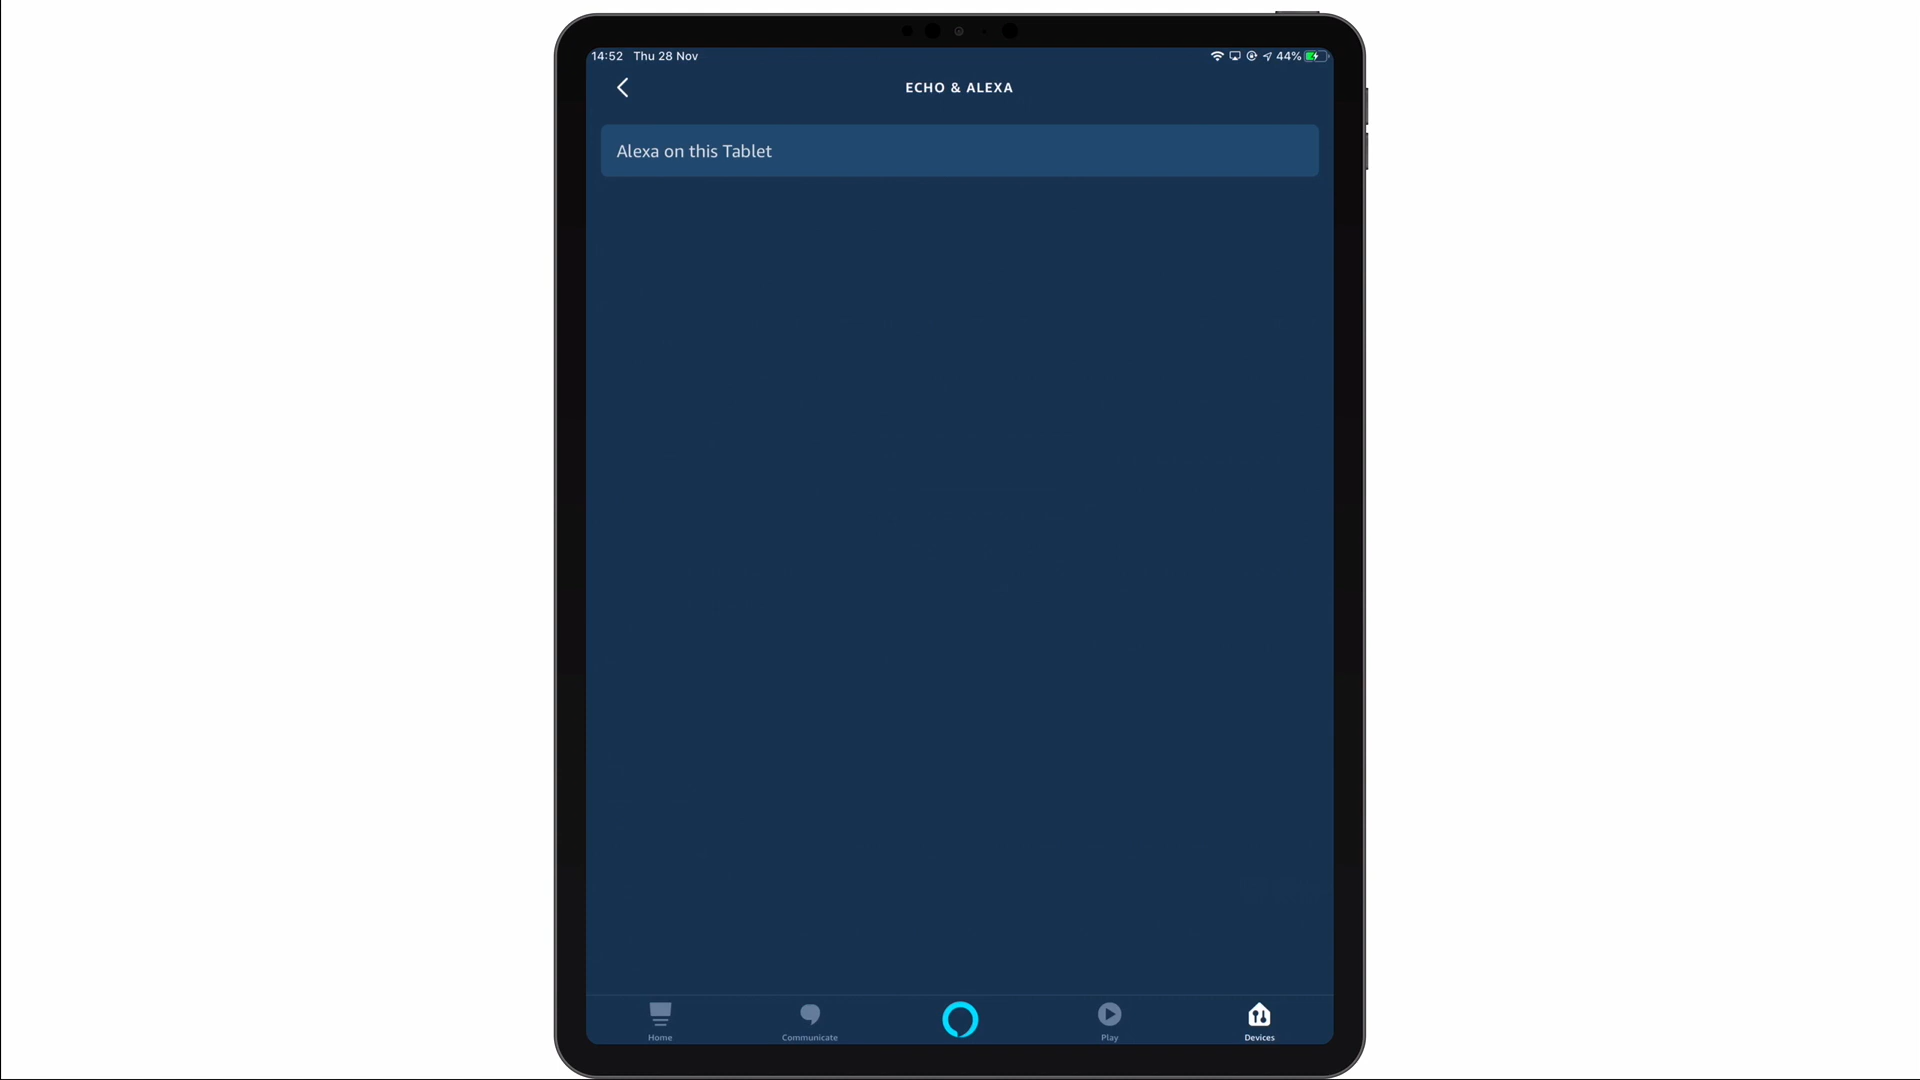 14:52 Thu 28 Nov
44%
ECHO & ALEXA
Alexa on this Tablet
Home
Communicate
Play
Devices